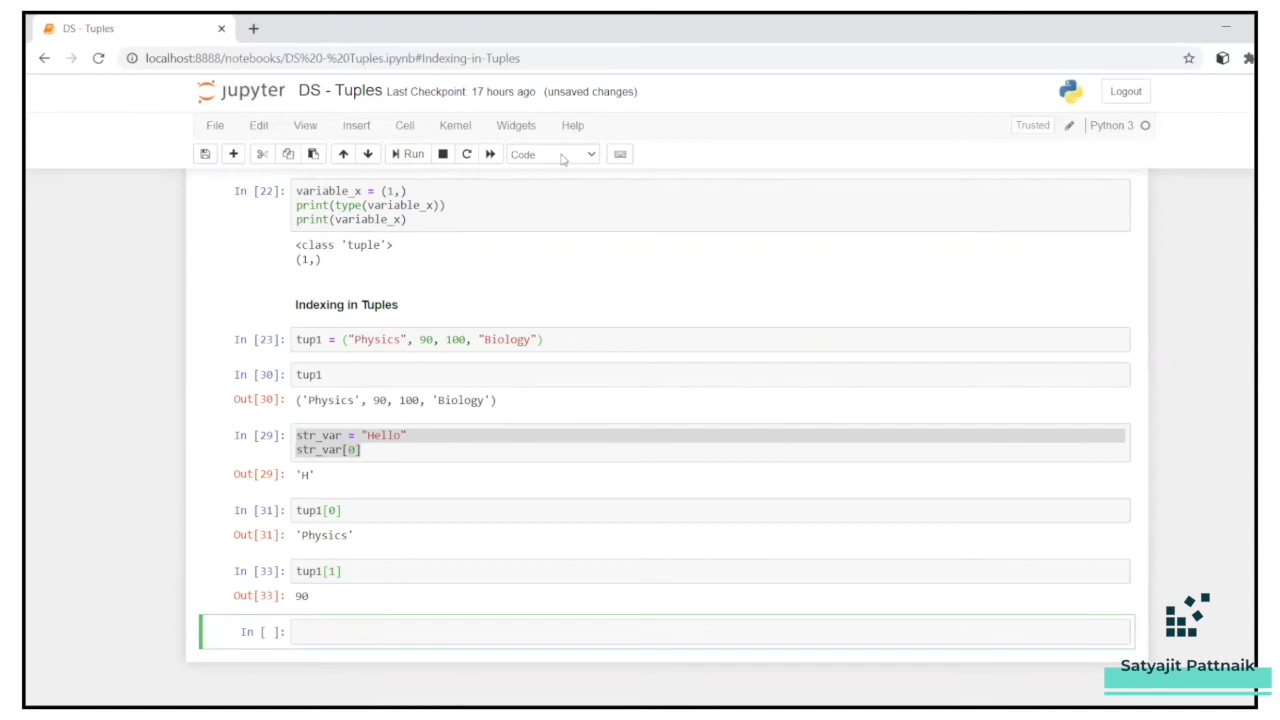 DS - Tuples
localhost:8888/notebooks/DS%20-%20Tuples.ipynb#Indexing-in-Tuples
jupyter DS - Tuples Last Checkpoint: 17 hours ago (unsaved changes) Logout
File Edit View Insert Cell Kernel Widgets Help Trusted Python 3
Run Code
In [22]: variable_x = (1,)
print(type(variable_x))
print(variable_x)
<class 'tuple'>
(1,)
Indexing in Tuples
In [23]: tup1 = ("Physics", 90, 100, "Biology")
In [30]: tup1
Out[30]: ('Physics', 90, 100, 'Biology')
In [29]: str_var = "Hello"
str_var[0]
Out[29]: 'H'
In [31]: tup1[0]
Out[31]: 'Physics'
In [33]: tup1[1]
Out[33]: 90
In [ ]:
Satyajit Pattnaik